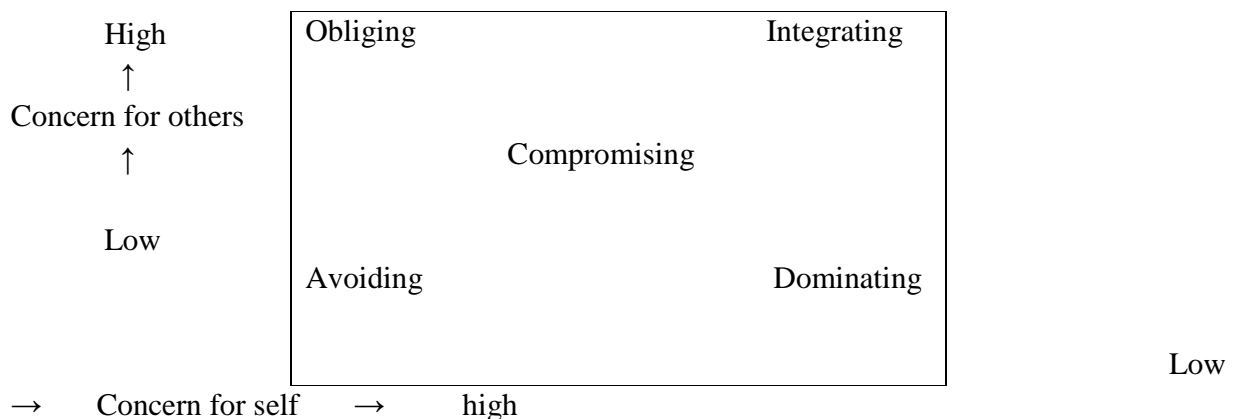 High Obliging Integrating
↑
Concern for others
↑ Compromising
Low
Avoiding Dominating
Low
→ Concern for self → high